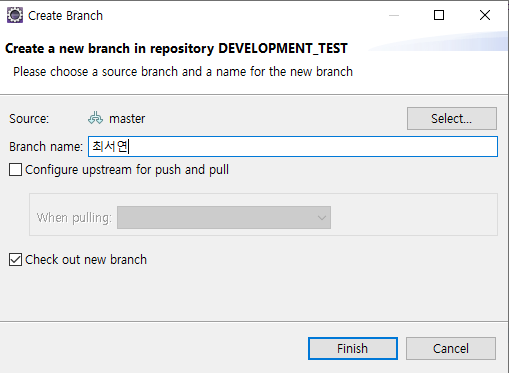 Create Branch
Create a new branch in repository DEVELOPMENT_TEST
Please choose a source branch and a name for the new branch
Source: master Select...
Branch name: 최서연
Configure upstream for push and pull
When pulling:
Check out new branch
Finish Cancel